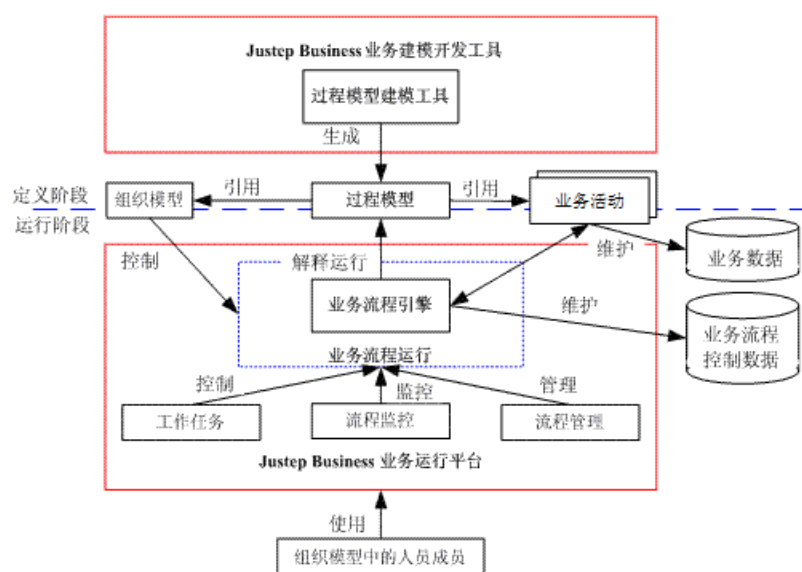 Justep Business 业务建模开发工具
过程模型建模工具
生成
定义阶段
组织模型
引用
过程模型
引用
业务活动
运行阶段
控制
解释运行
维护
业务数据
业务流程引擎
维护
业务流程
控制数据
业务流程运行
控制
监控
管理
工作任务
流程监控
流程管理
Justep Business 业务运行平台
使用
组织模型中的人员成员